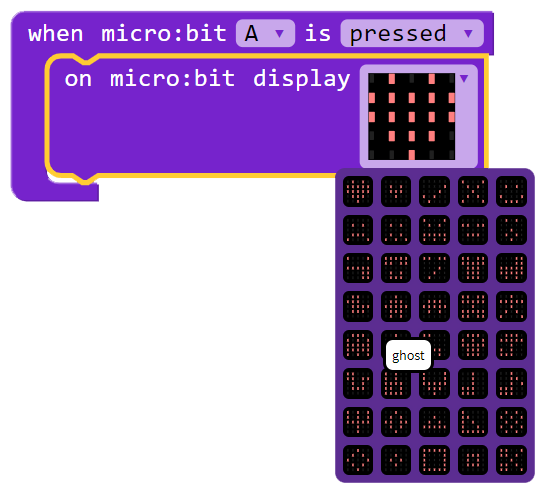 when micro:bit A is pressed
on micro:bit display
ghost